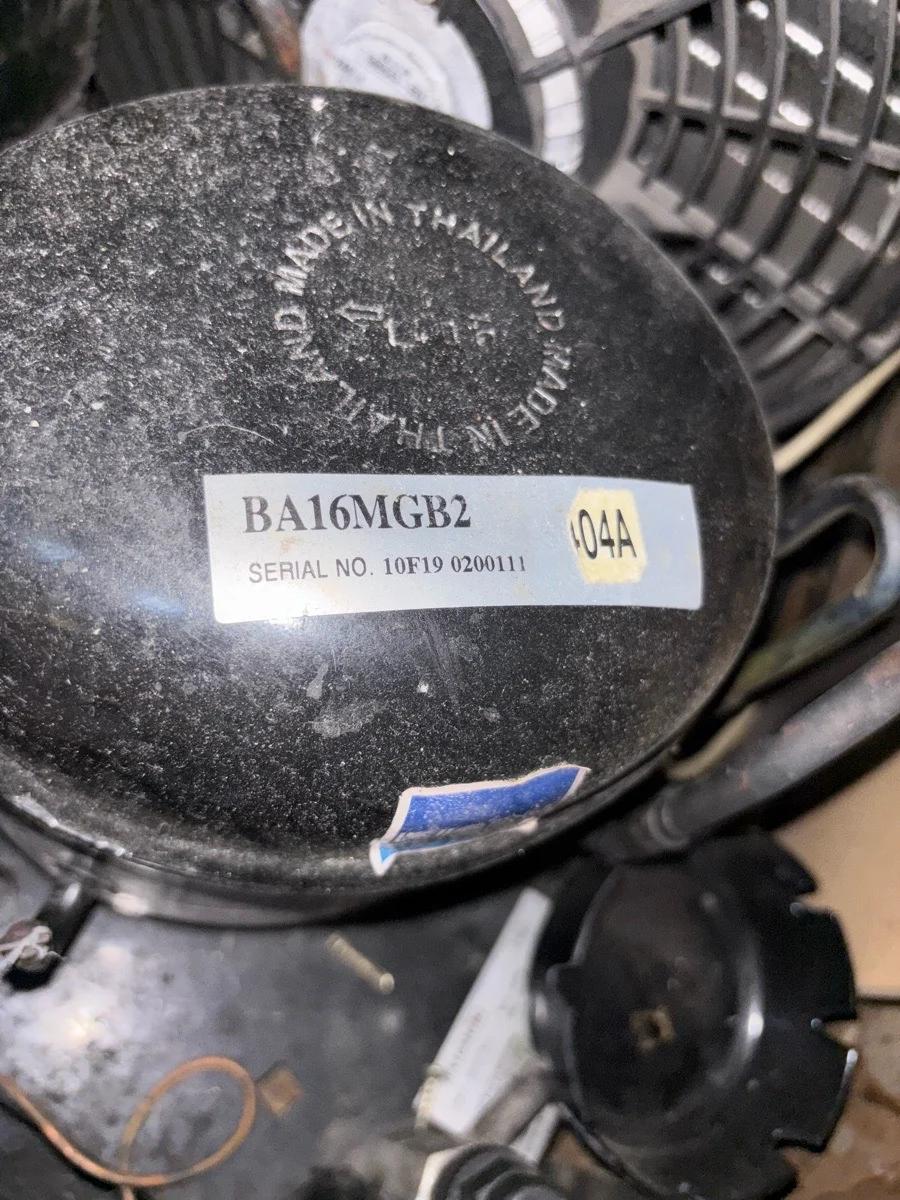 MADE IN THAILAND MADE IN THAILAND
BA16MGB2
SERIAL NO. 10F19 0200111
404A